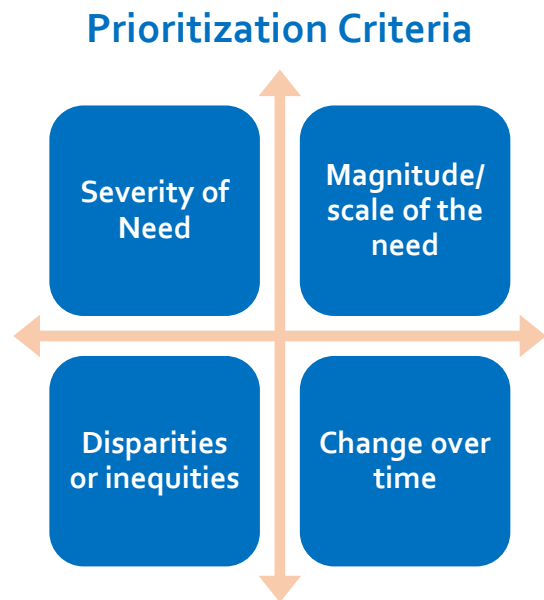 Prioritization Criteria
Severity of
Need
Magnitude/
scale of the
need
Disparities
or inequities
Change over
time